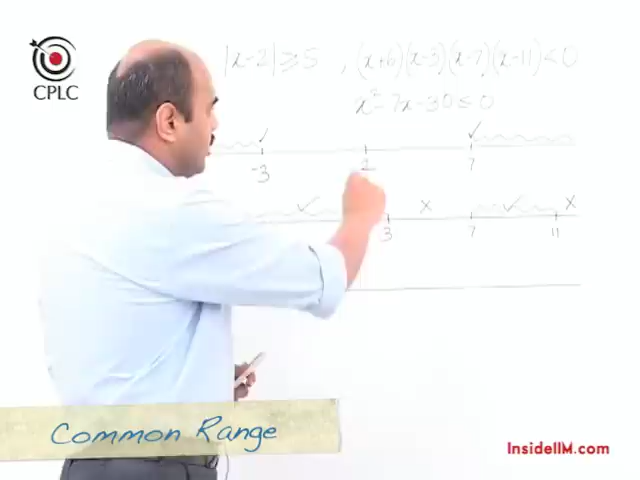 |x-2| ≥ 5 , (x+6)(x-3)(x-7)(x-11) < 0
CPLC
x² - 7x - 30 ≤ 0
-3 2 7
3 7 11
Common Range
InsideIIM.com